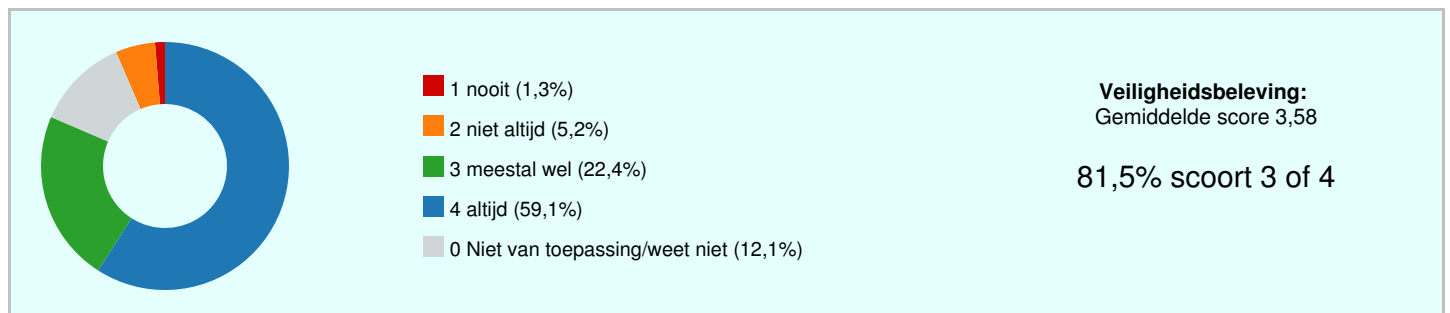 1 nooit (1,3%)
2 niet altijd (5,2%)
3 meestal wel (22,4%)
4 altijd (59,1%)
0 Niet van toepassing/weet niet (12,1%)
Veiligheidsbeleving:
Gemiddelde score 3,58
81,5% scoort 3 of 4